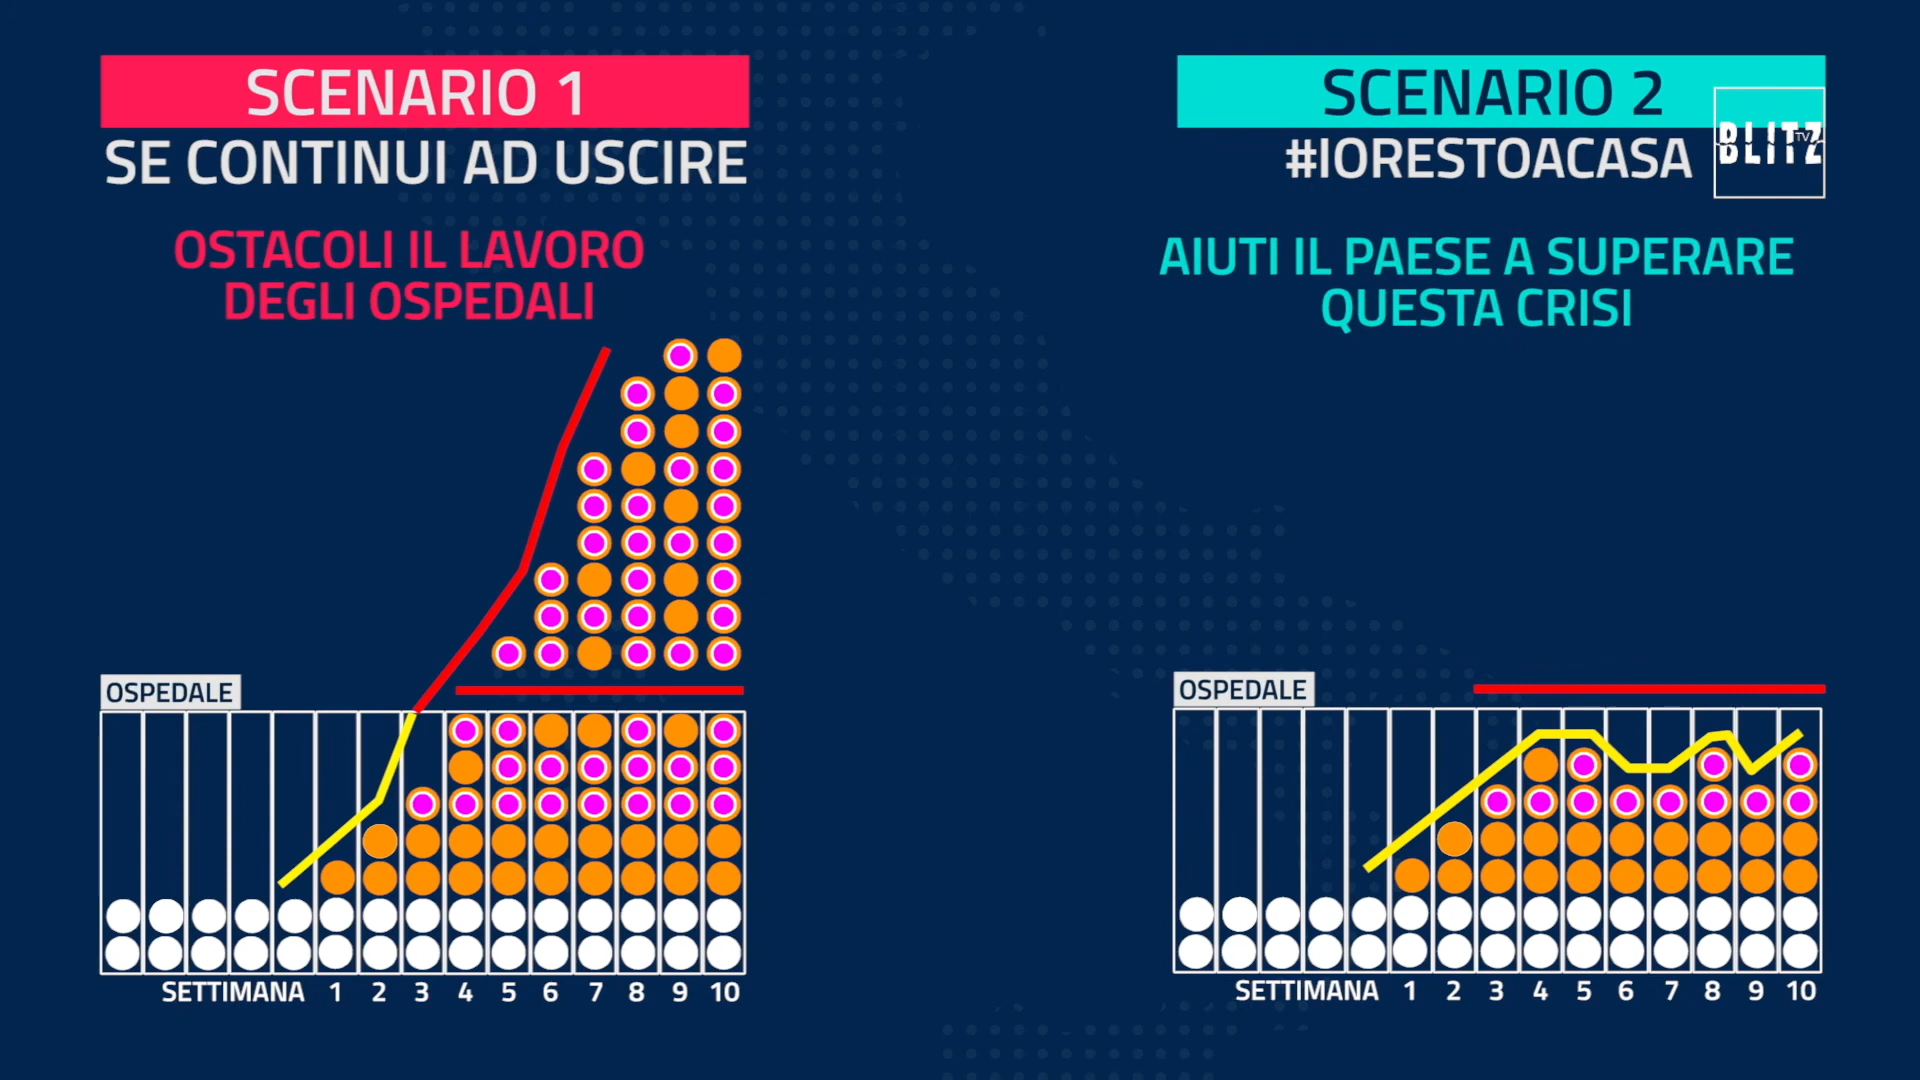 SCENARIO 1
SE CONTINUI AD USCIRE
OSTACOLI IL LAVORO
DEGLI OSPEDALI
OSPEDALE
SETTIMANA 1 2 3 4 5 6 7 8 9 10
SCENARIO 2
#IORESTOACASA
BLITZ TV
AIUTI IL PAESE A SUPERARE
QUESTA CRISI
OSPEDALE
SETTIMANA 1 2 3 4 5 6 7 8 9 10